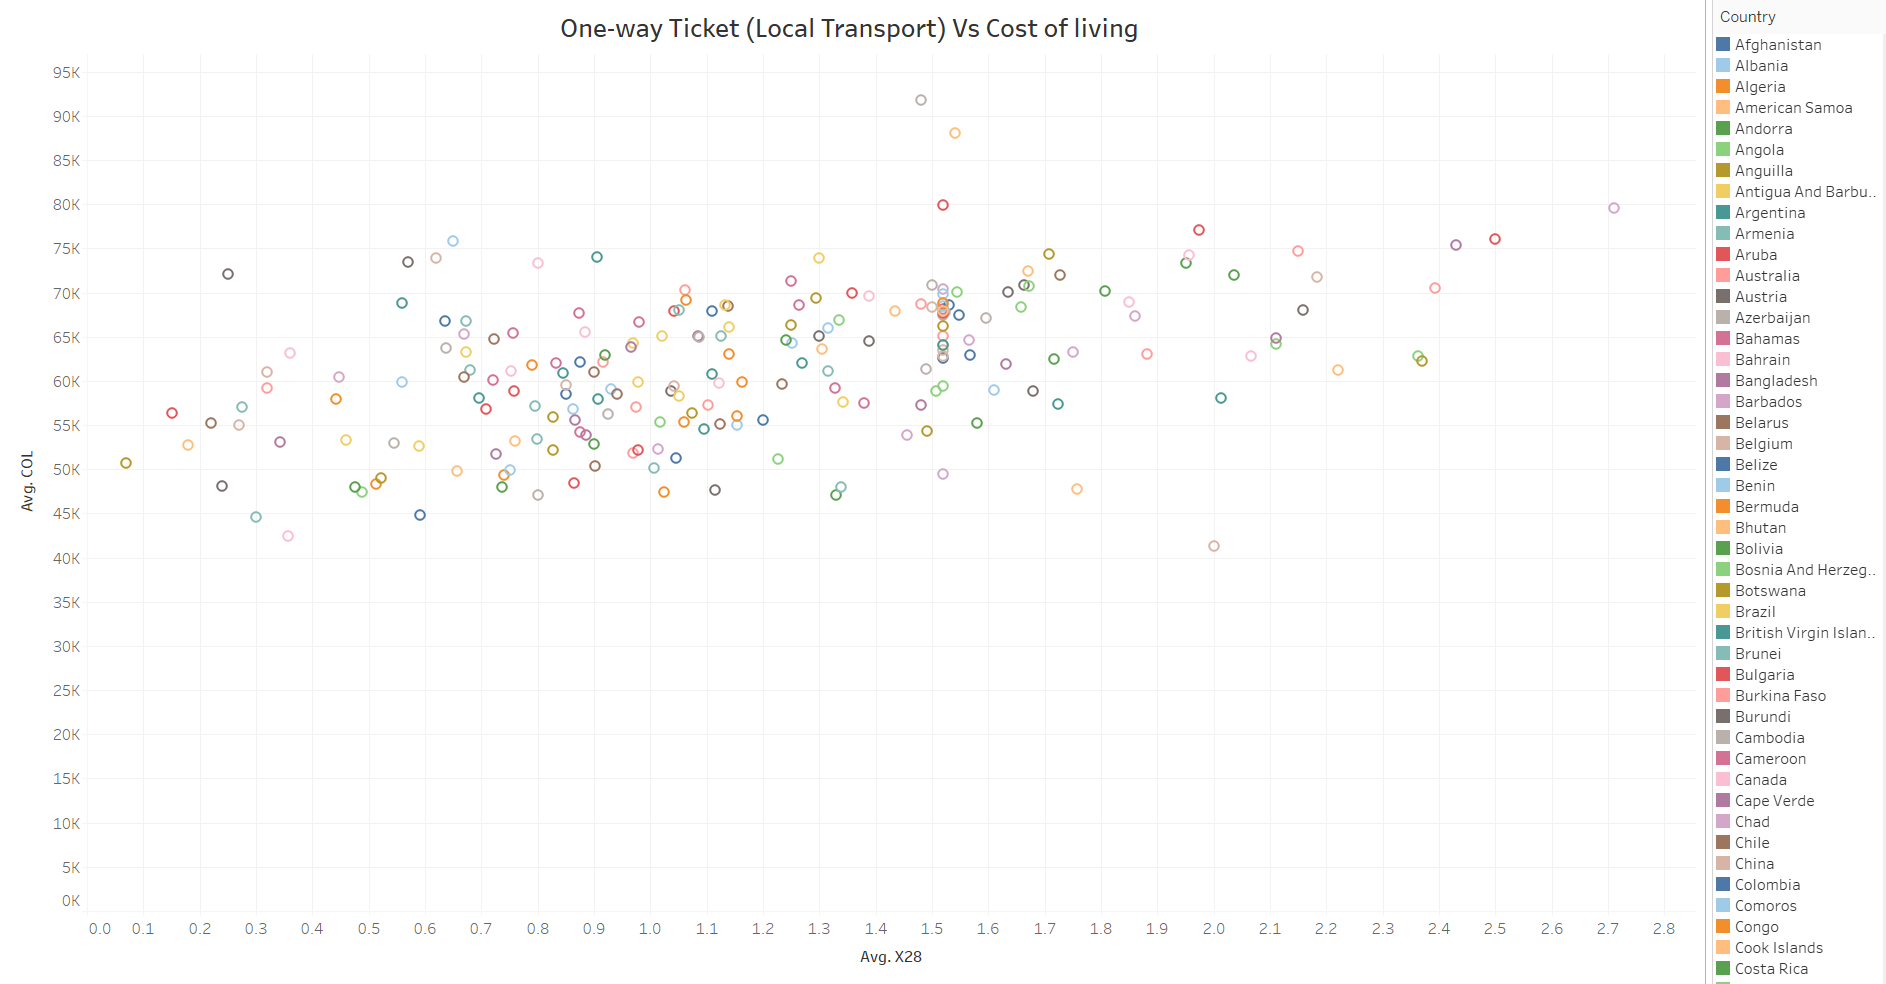 One-way Ticket (Local Transport) Vs Cost of living
95K
90K
85K
80K
75K
70K
65K
60K
55K
50K
45K
40K
35K
30K
25K
20K
15K
10K
5K
0K
Avg. COL
0.0 0.1 0.2 0.3 0.4 0.5 0.6 0.7 0.8 0.9 1.0 1.1 1.2 1.3 1.4 1.5 1.6 1.7 1.8 1.9 2.0 2.1 2.2 2.3 2.4 2.5 2.6 2.7 2.8
Avg. X28
Country
Afghanistan
Albania
Algeria
American Samoa
Andorra
Angola
Anguilla
Antigua And Barbu..
Argentina
Armenia
Aruba
Australia
Austria
Azerbaijan
Bahamas
Bahrain
Bangladesh
Barbados
Belarus
Belgium
Belize
Benin
Bermuda
Bhutan
Bolivia
Bosnia And Herzeg..
Botswana
Brazil
British Virgin Islan..
Brunei
Bulgaria
Burkina Faso
Burundi
Cambodia
Cameroon
Canada
Cape Verde
Chad
Chile
China
Colombia
Comoros
Congo
Cook Islands
Costa Rica